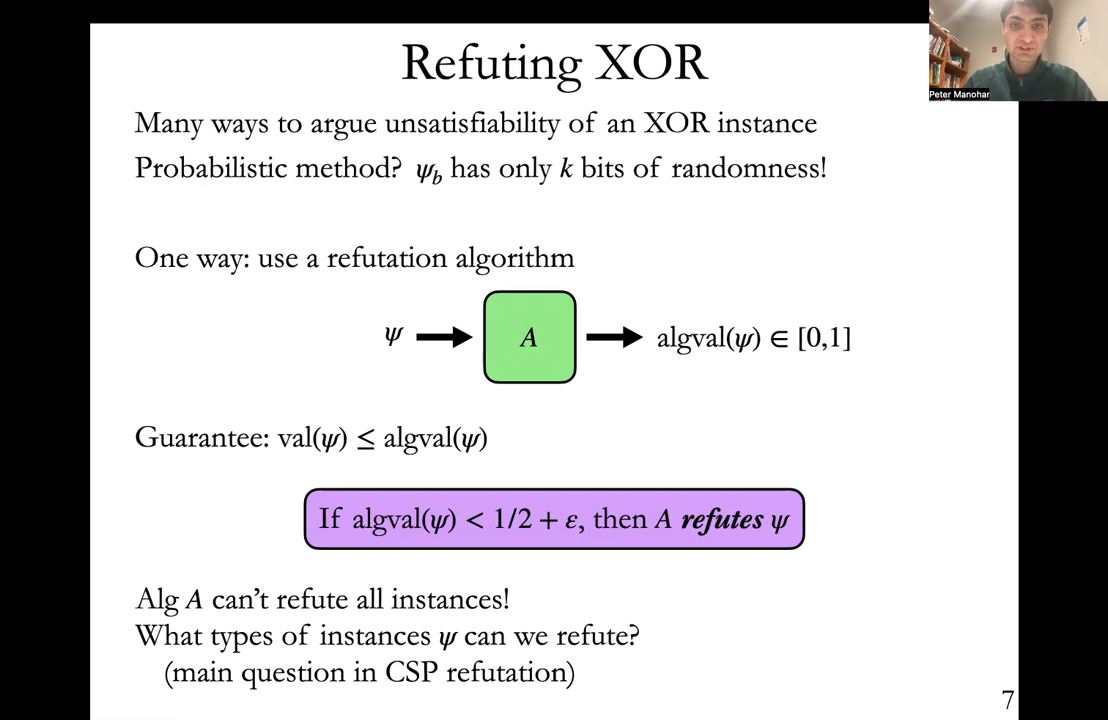 Refuting XOR
Peter Manohar
Many ways to argue unsatisfiability of an XOR instance
Probabilistic method? ψ_b has only k bits of randomness!
One way: use a refutation algorithm
ψ → A → algval(ψ) ∈ [0,1]
Guarantee: val(ψ) ≤ algval(ψ)
If algval(ψ) < 1/2 + ε, then A refutes ψ
Alg A can't refute all instances!
What types of instances ψ can we refute?
(main question in CSP refutation)
7